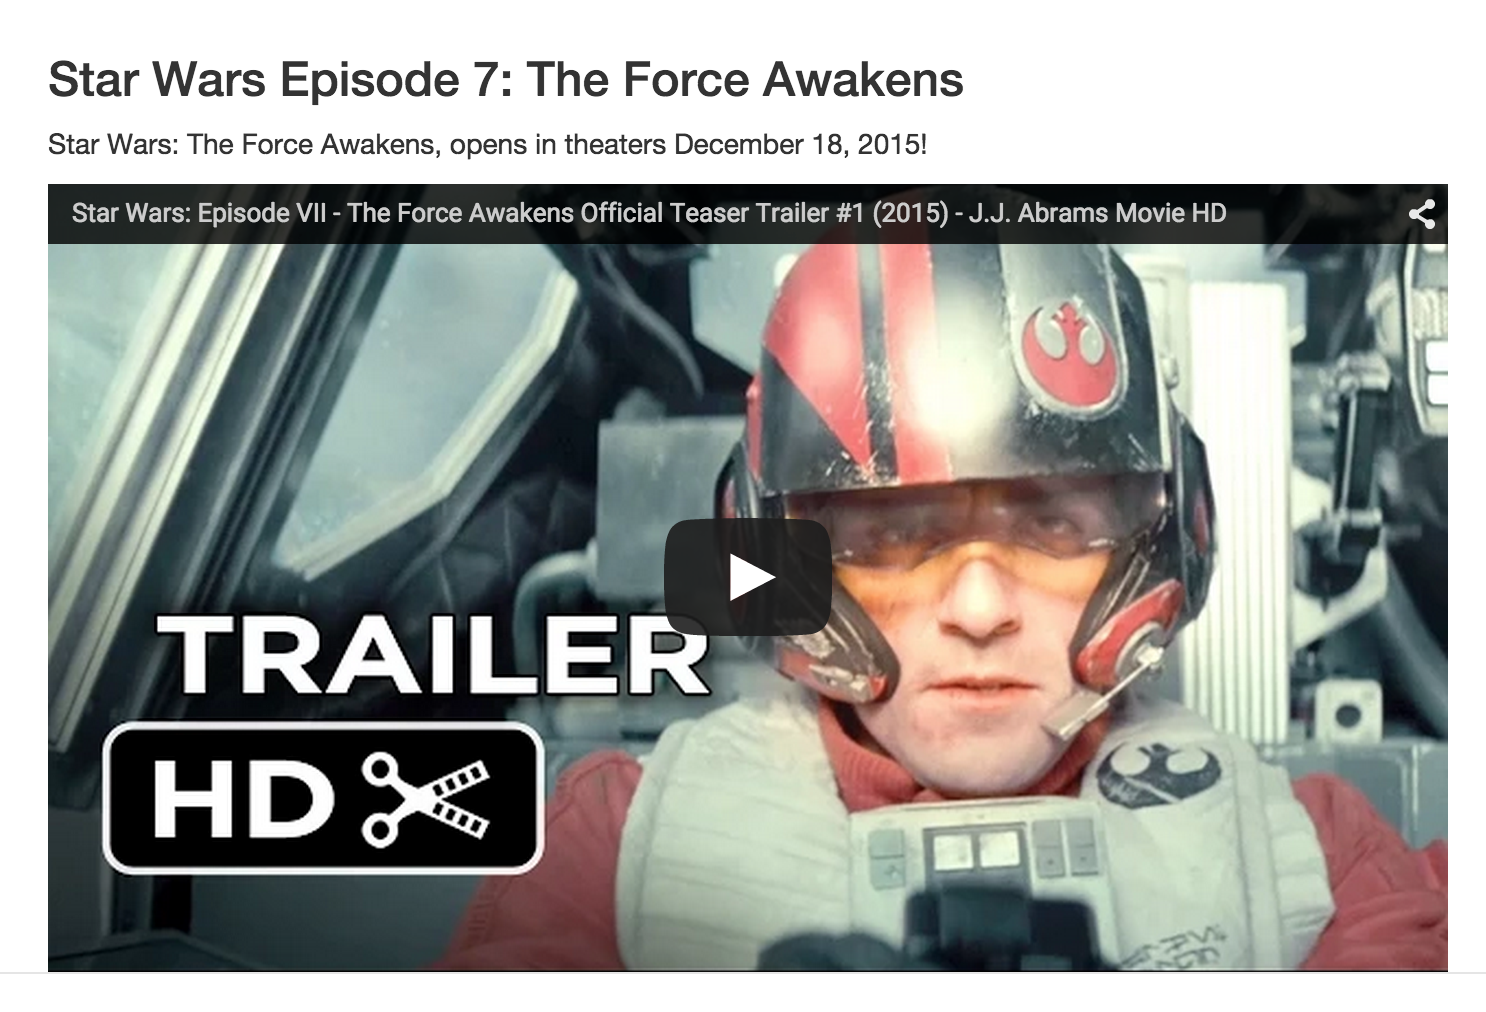 Star Wars Episode 7: The Force Awakens
Star Wars: The Force Awakens, opens in theaters December 18, 2015!
Star Wars: Episode VII - The Force Awakens Official Teaser Trailer #1 (2015) - J.J. Abrams Movie HD
TRAILER
HD